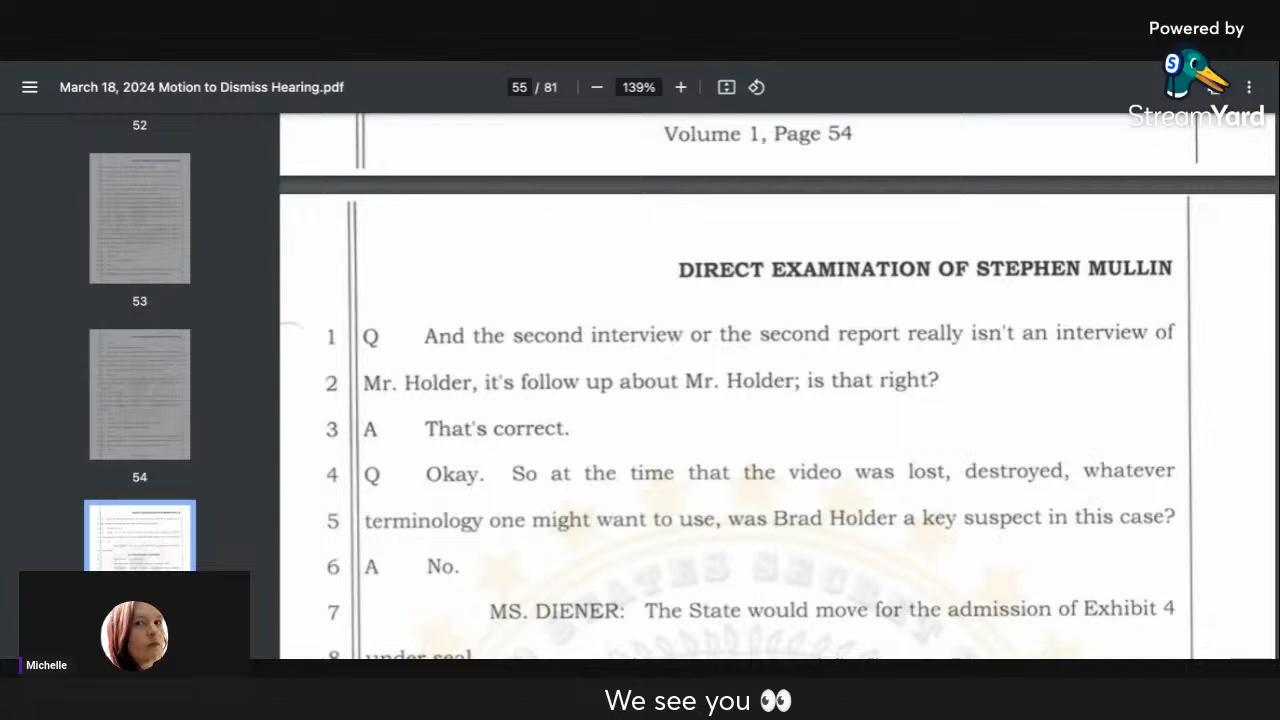 Powered by
StreamYard
March 18, 2024 Motion to Dismiss Hearing.pdf
55 / 81
139%
52
53
54
Volume 1, Page 54
DIRECT EXAMINATION OF STEPHEN MULLIN
1 Q And the second interview or the second report really isn't an interview of
2 Mr. Holder, it's follow up about Mr. Holder; is that right?
3 A That's correct.
4 Q Okay. So at the time that the video was lost, destroyed, whatever
5 terminology one might want to use, was Brad Holder a key suspect in this case?
6 A No.
7 MS. DIENER: The State would move for the admission of Exhibit 4
8 under seal
STATES SECRET
Michelle
We see you 👀